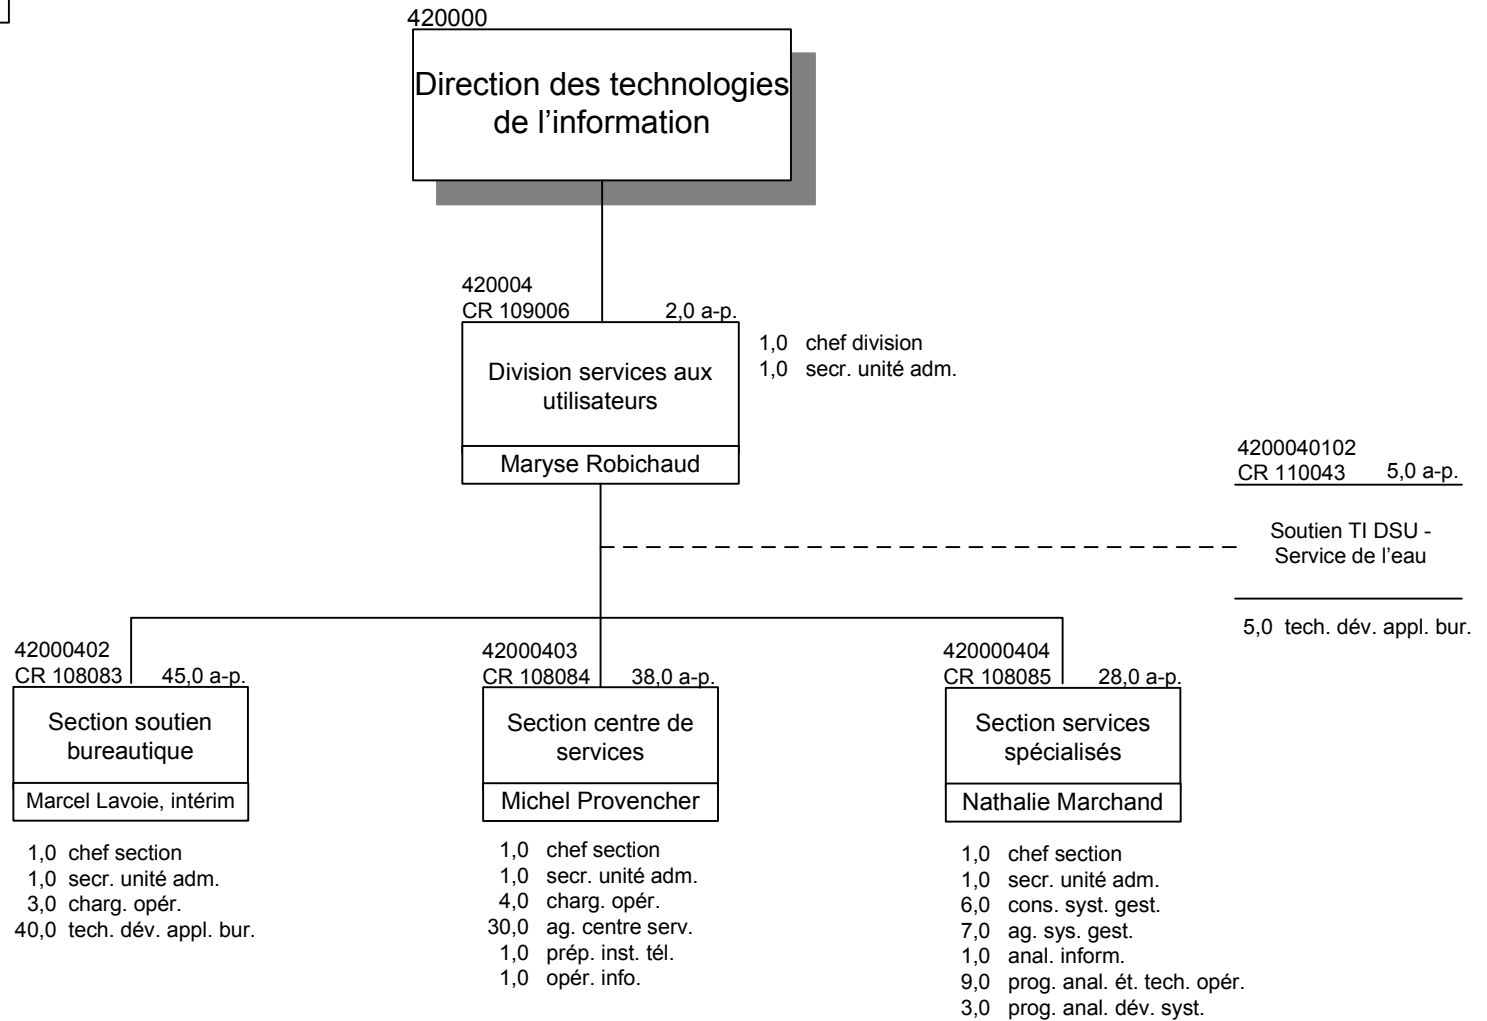 420000
Direction des technologies
de l'information
420004
CR 109006 2,0 a-p.
Division services aux
utilisateurs
Maryse Robichaud
1,0 chef division
1,0 secr. unité adm.
4200040102
CR 110043 5,0 a-p.
Soutien TI DSU -
Service de l'eau
5,0 tech. dév. appl. bur.
42000402
CR 108083 45,0 a-p.
Section soutien
bureautique
Marcel Lavoie, intérim
1,0 chef section
1,0 secr. unité adm.
3,0 charg. opér.
40,0 tech. dév. appl. bur.
42000403
CR 108084 38,0 a-p.
Section centre de
services
Michel Provencher
1,0 chef section
1,0 secr. unité adm.
4,0 charg. opér.
30,0 ag. centre serv.
1,0 prép. inst. tél.
1,0 opér. info.
420000404
CR 108085 28,0 a-p.
Section services
spécialisés
Nathalie Marchand
1,0 chef section
1,0 secr. unité adm.
6,0 cons. syst. gest.
7,0 ag. sys. gest.
1,0 anal. inform.
9,0 prog. anal. ét. tech. opér.
3,0 prog. anal. dév. syst.